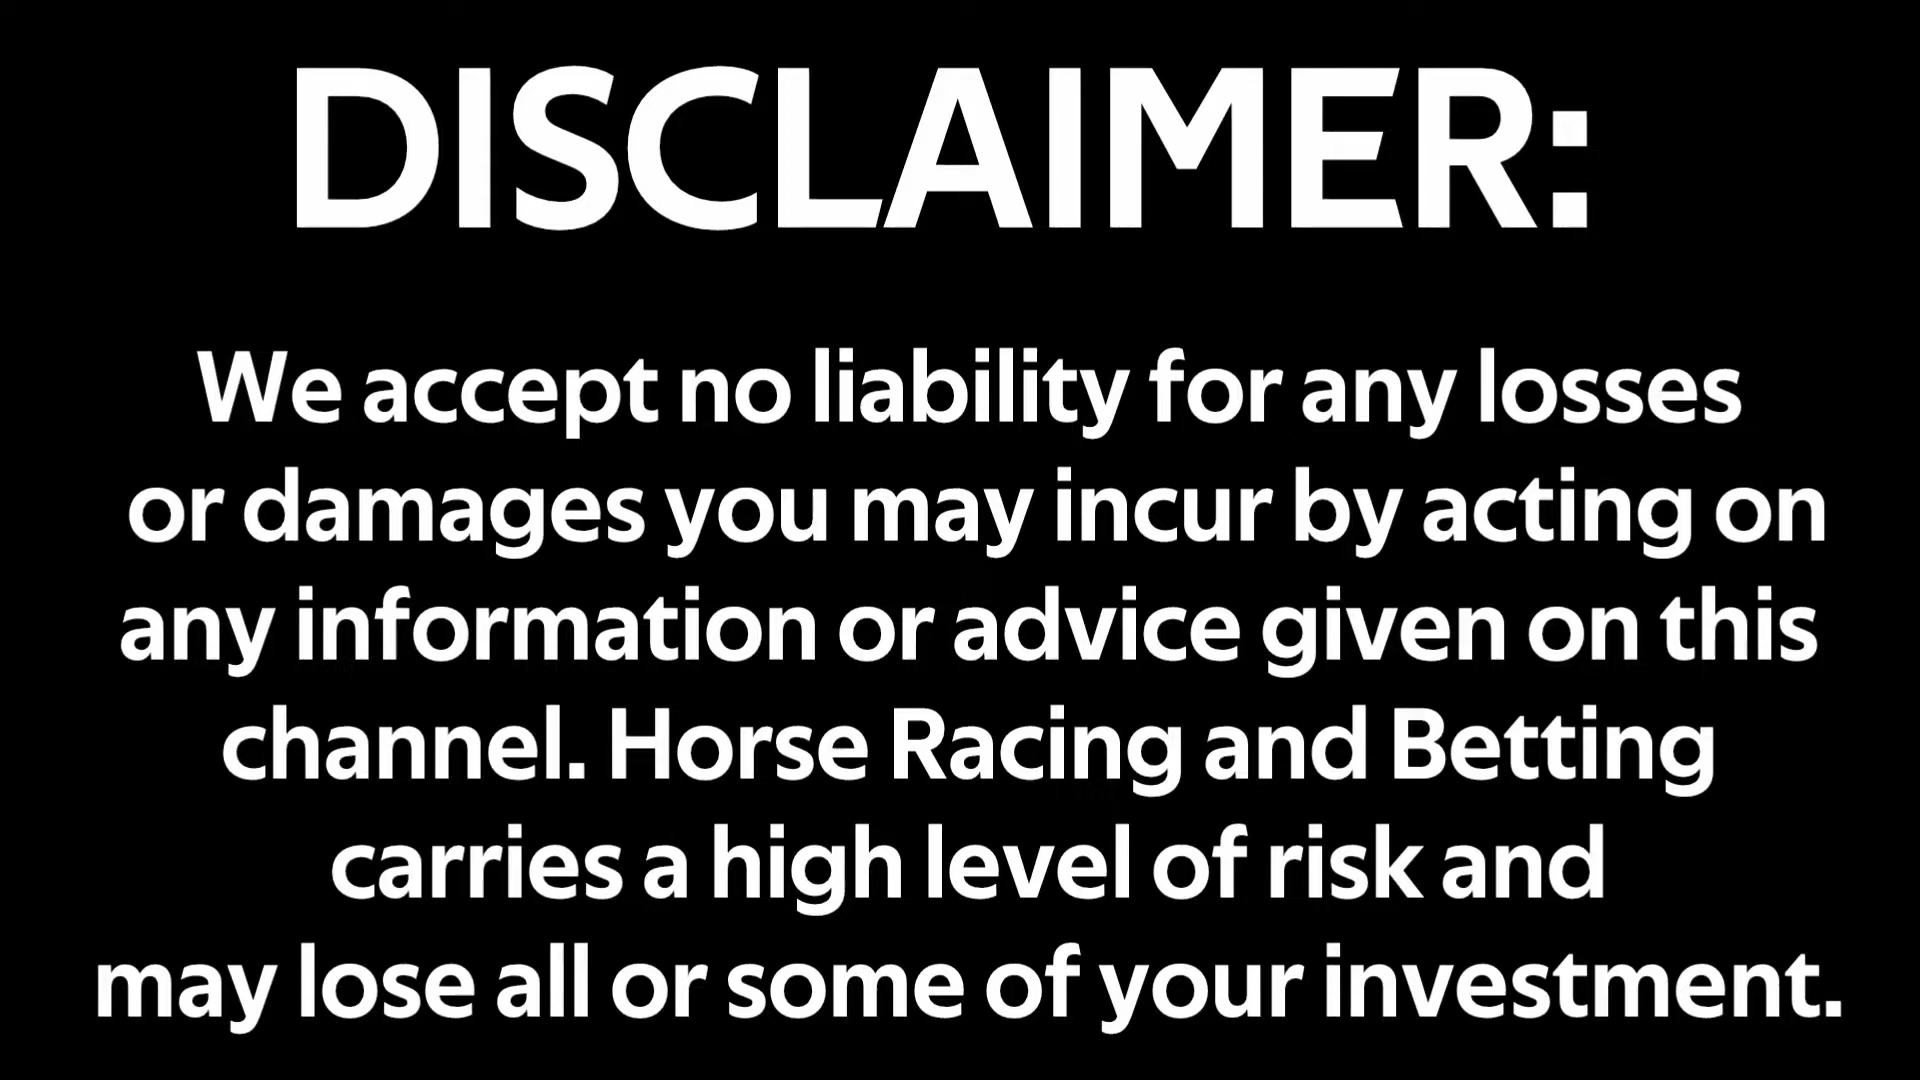 DISCLAIMER:
We accept no liability for any losses
or damages you may incur by acting on
any information or advice given on this
channel. Horse Racing and Betting
carries a high level of risk and
may lose all or some of your investment.